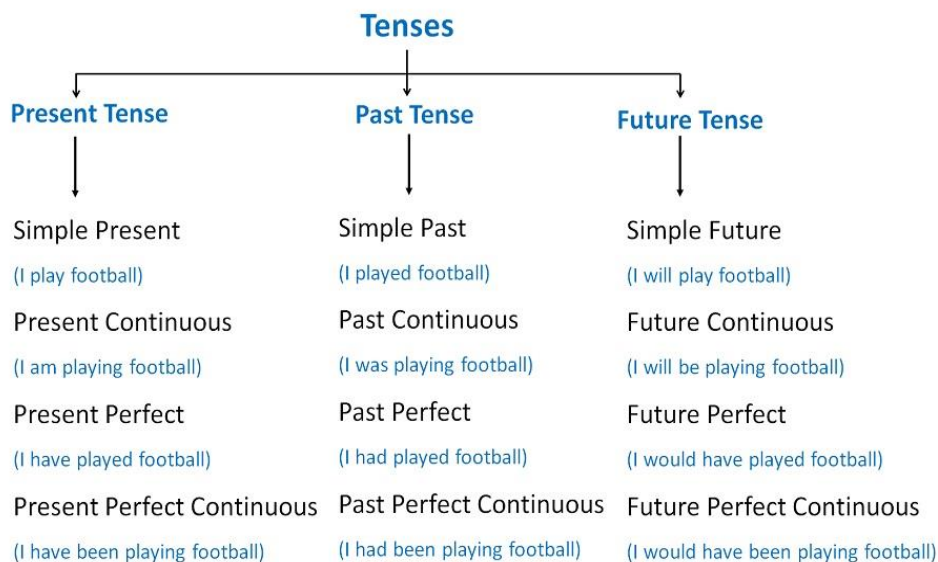 Tenses
Present Tense
Past Tense
Future Tense
Simple Present
(I play football)
Present Continuous
(I am playing football)
Present Perfect
(I have played football)
Present Perfect Continuous
(I have been playing football)
Simple Past
(I played football)
Past Continuous
(I was playing football)
Past Perfect
(I had played football)
Past Perfect Continuous
(I had been playing football)
Simple Future
(I will play football)
Future Continuous
(I will be playing football)
Future Perfect
(I would have played football)
Future Perfect Continuous
(I would have been playing football)